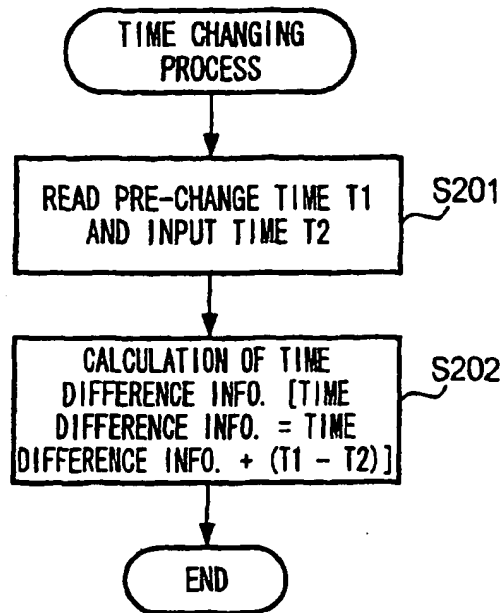 TIME CHANGING
PROCESS
READ PRE-CHANGE TIME T1
AND INPUT TIME T2
S201
CALCULATION OF TIME
DIFFERENCE INFO. [TIME
DIFFERENCE INFO. = TIME
DIFFERENCE INFO. + (T1 - T2)]
S202
END